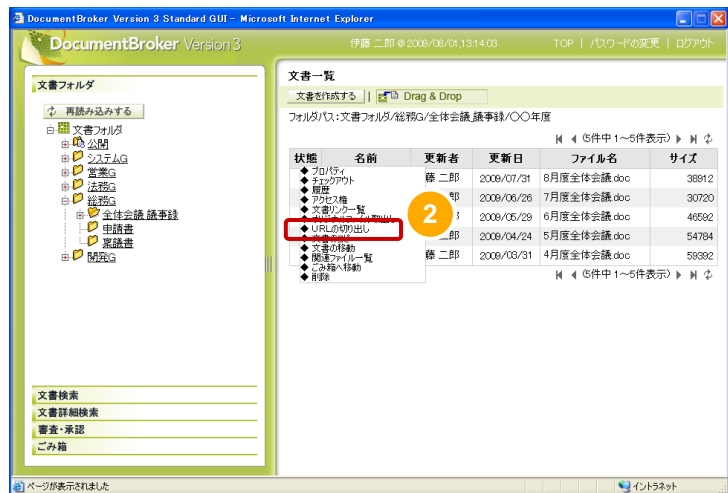 DocumentBroker Version 3 Standard GUI - Microsoft Internet Explorer
DocumentBroker Version 3
伊藤 二郎 @ 2009/08/01,13:14:03 TOP | パスワードの変更 | ログアウト
文書フォルダ
再読み込みする
文書フォルダ
公開
システムG
営業G
法務G
総務G
全体会議_議事録
申請書
稟議書
開発G
文書検索
文書詳細検索
審査・承認
ごみ箱
文書一覧
文書を作成する | Drag & Drop
フォルダパス:文書フォルダ/総務G/全体会議_議事録/○○年度
(5件中 1～5件表示)
状態 名前 更新者 更新日 ファイル名 サイズ
藤 二郎 2009/07/31 8月度全体会議.doc 38912
郎 2009/06/26 7月度全体会議.doc 30720
2009/05/29 6月度全体会議.doc 46592
郎 2009/04/24 5月度全体会議.doc 54784
藤 二郎 2009/03/31 4月度全体会議.doc 59392
◆ プロパティ
◆ チェックアウト
◆ 履歴
◆ アクセス権
◆ 文書リンク一覧
◆ URLの切り出し
◆ 文書の移動
◆ 関連ファイル一覧
◆ ごみ箱へ移動
◆ 削除
2
(5件中 1～5件表示)
ページが表示されました
イントラネット